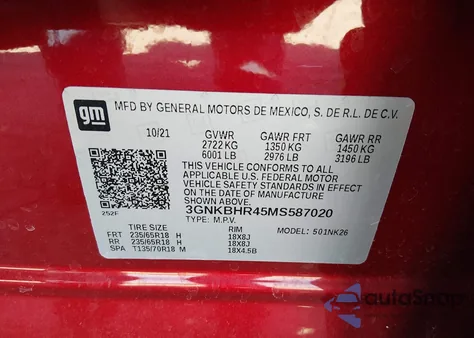 gm
MFD BY GENERAL MOTORS DE MEXICO, S. DE R.L. DE C.V.
10/21 GVWR GAWR FRT GAWR RR
2722 KG 1350 KG 1450 KG
6001 LB 2976 LB 3196 LB
THIS VEHICLE CONFORMS TO ALL
APPLICABLE U.S. FEDERAL MOTOR
VEHICLE SAFETY STANDARDS IN EFFECT
ON THE DATE OF MANUFACTURE
SHOWN ABOVE.
3GNKBHR45MS587020
252F TYPE: M.P.V. MODEL: 501NK26
TIRE SIZE RIM
FRT 235/65R18 H 18X8J
RR 235/65R18 H 18X8J
SPA T135/70R18 M 18X4.5B
autoSnap